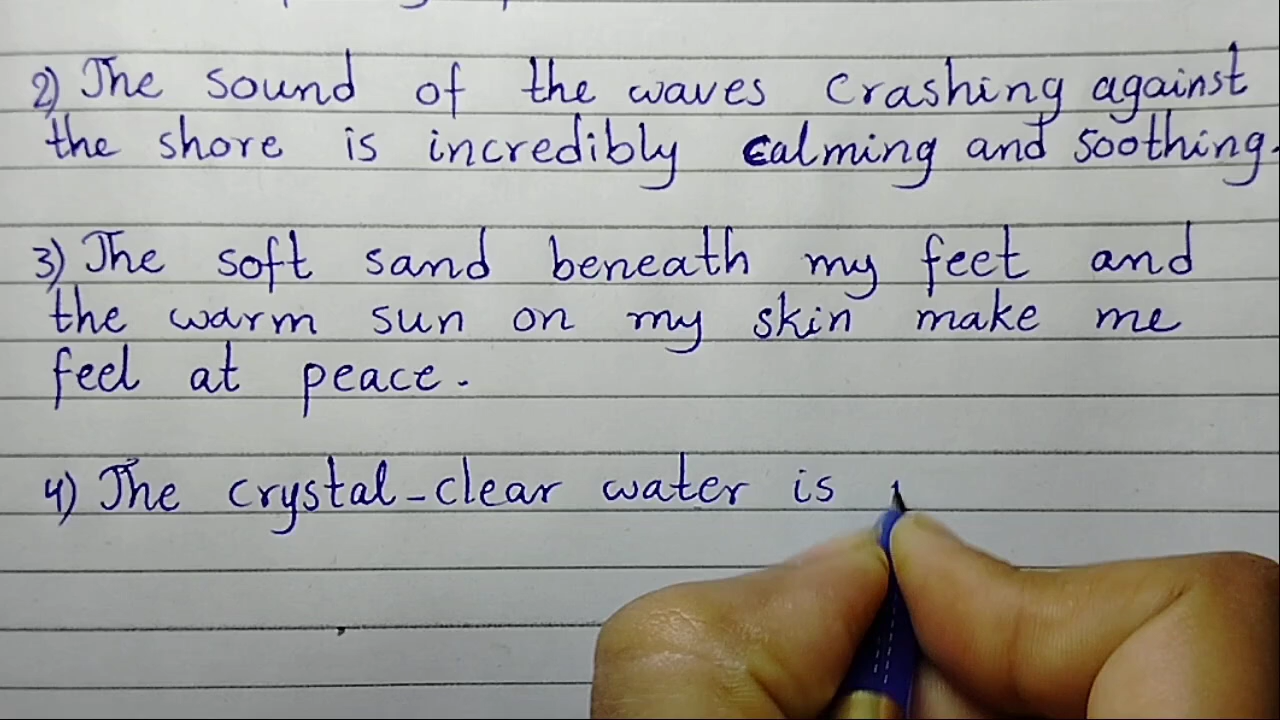 2) The sound of the waves crashing against
the shore is incredibly calming and soothing.
3) The soft sand beneath my feet and
the warm sun on my skin make me
feel at peace.
4) The crystal-clear water is